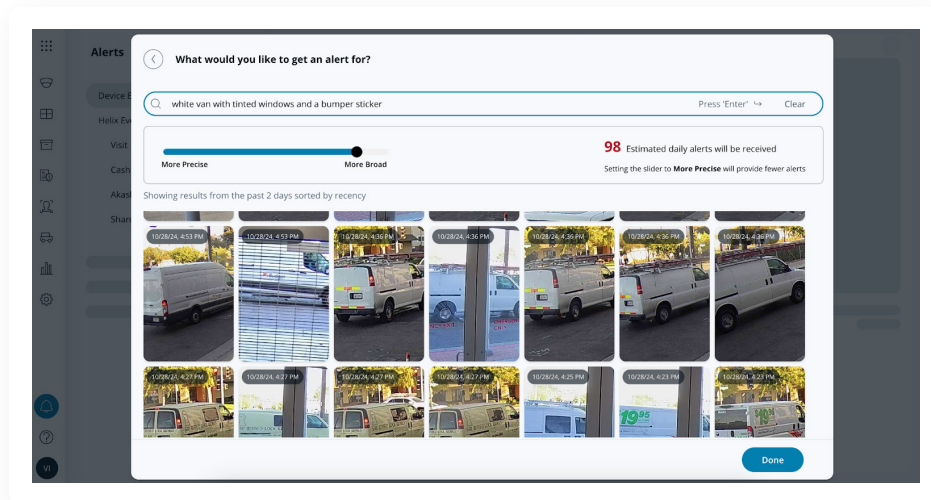 Alerts
What would you like to get an alert for?
Device E
Helix Eve
Visit
Cash
Akas
Shar
white van with tinted windows and a bumper sticker
Press 'Enter' ↪
Clear
More Precise
More Broad
98 Estimated daily alerts will be received
Setting the slider to More Precise will provide fewer alerts
Showing results from the past 2 days sorted by recency
10/28/24, 4:53 PM
10/28/24, 4:53 PM
10/28/24, 4:36 PM
10/28/24, 4:36 PM
10/28/24, 4:36 PM
10/28/24, 4:36 PM
10/28/24, 4:36 PM
ONLY
10/28/24, 4:27 PM
10/28/24, 4:27 PM
10/28/24, 4:27 PM
10/28/24, 4:27 PM
10/28/24, 4:25 PM
10/28/24, 4:23 PM
10/28/24, 4:23 PM
19 95
Done
VI